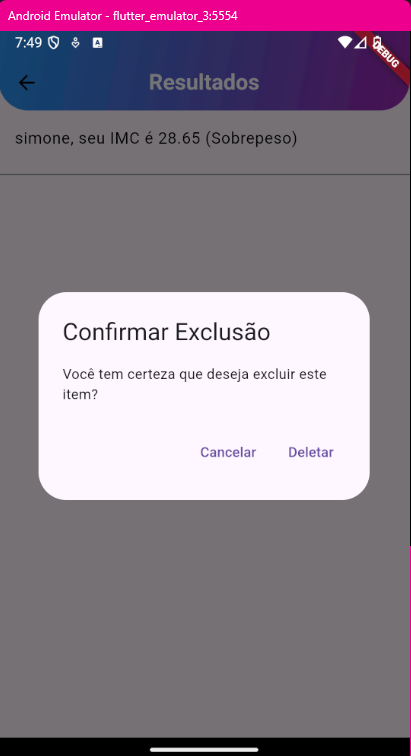 Android Emulator - flutter_emulator_3:5554
7:49
DEBUG
Resultados
simone, seu IMC é 28.65 (Sobrepeso)
Confirmar Exclusão
Você tem certeza que deseja excluir este
item?
Cancelar Deletar